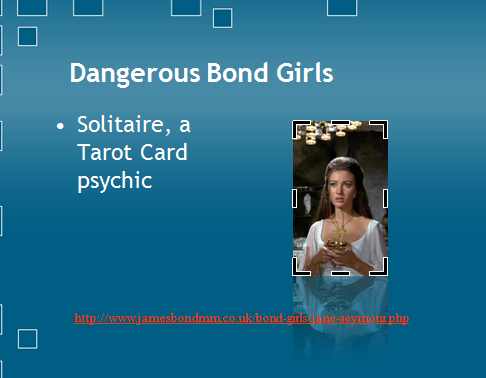 Dangerous Bond Girls
• Solitaire, a
Tarot Card
psychic
http://www.jamesbondmm.co.uk/bond-girls/jane-seymour.php